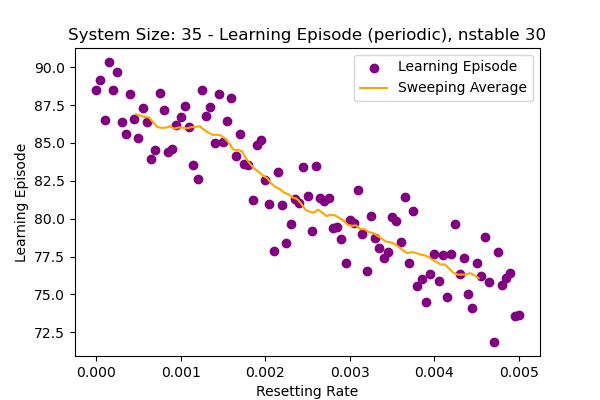 System Size: 35 - Learning Episode (periodic), nstable 30
Learning Episode
Sweeping Average
90.0
87.5
85.0
82.5
80.0
77.5
75.0
72.5
Learning Episode
0.000 0.001 0.002 0.003 0.004 0.005
Resetting Rate